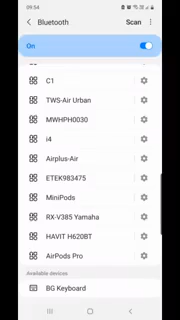 09:54
Bluetooth
Scan
On
C1
TWS-Air Urban
MWHPH0030
i4
Airplus-Air
ETEK983475
MiniPods
RX-V385 Yamaha
HAVIT H620BT
AirPods Pro
Available devices
BG Keyboard